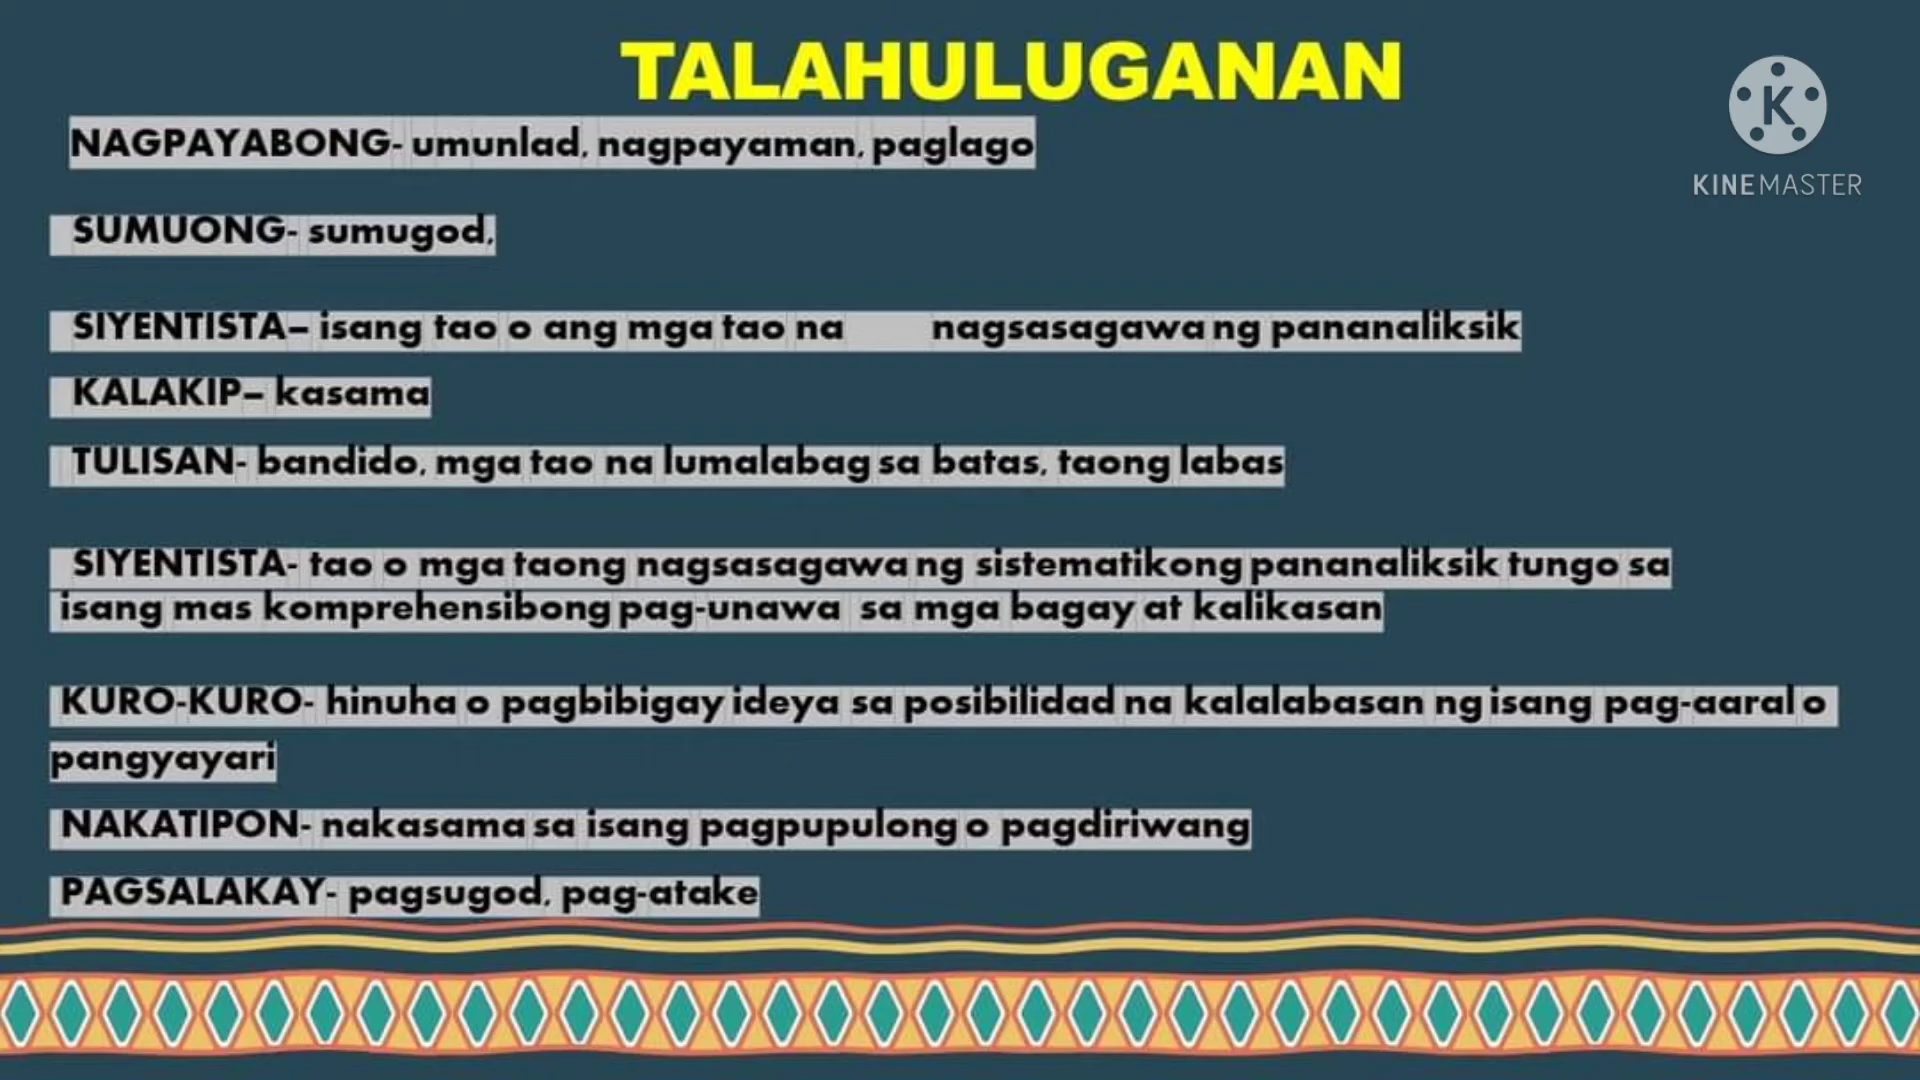 TALAHULUGANAN
K
KINEMASTER
NAGPAYABONG- umunlad, nagpayaman, paglago
SUMUONG- sumugod,
SIYENTISTA– isang tao o ang mga tao na nagsasagawa ng pananaliksik
KALAKIP– kasama
TULISAN- bandido, mga tao na lumalabag sa batas, taong labas
SIYENTISTA- tao o mga taong nagsasagawa ng sistematikong pananaliksik tungo sa
isang mas komprehensibong pag-unawa sa mga bagay at kalikasan
KURO-KURO- hinuha o pagbibigay ideya sa posibilidad na kalalabasan ng isang pag-aaral o
pangyayari
NAKATIPON- nakasama sa isang pagpupulong o pagdiriwang
PAGSALAKAY- pagsugod, pag-atake